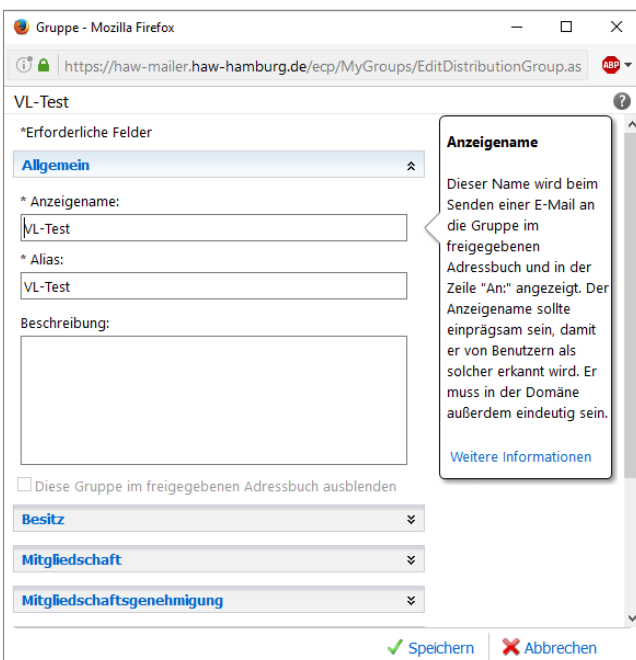 Gruppe - Mozilla Firefox
https://haw-mailer.haw-hamburg.de/ecp/MyGroups/EditDistributionGroup.as
ABP
VL-Test
?
*Erforderliche Felder
Allgemein
* Anzeigename:
VL-Test
* Alias:
VL-Test
Beschreibung:
Diese Gruppe im freigegebenen Adressbuch ausblenden
Besitz
Mitgliedschaft
Mitgliedschaftsgenehmigung
Anzeigename
Dieser Name wird beim
Senden einer E-Mail an
die Gruppe im
freigegebenen
Adressbuch und in der
Zeile "An:" angezeigt. Der
Anzeigename sollte
einprägsam sein, damit
er von Benutzern als
solcher erkannt wird. Er
muss in der Domäne
außerdem eindeutig sein.
Weitere Informationen
Speichern
Abbrechen